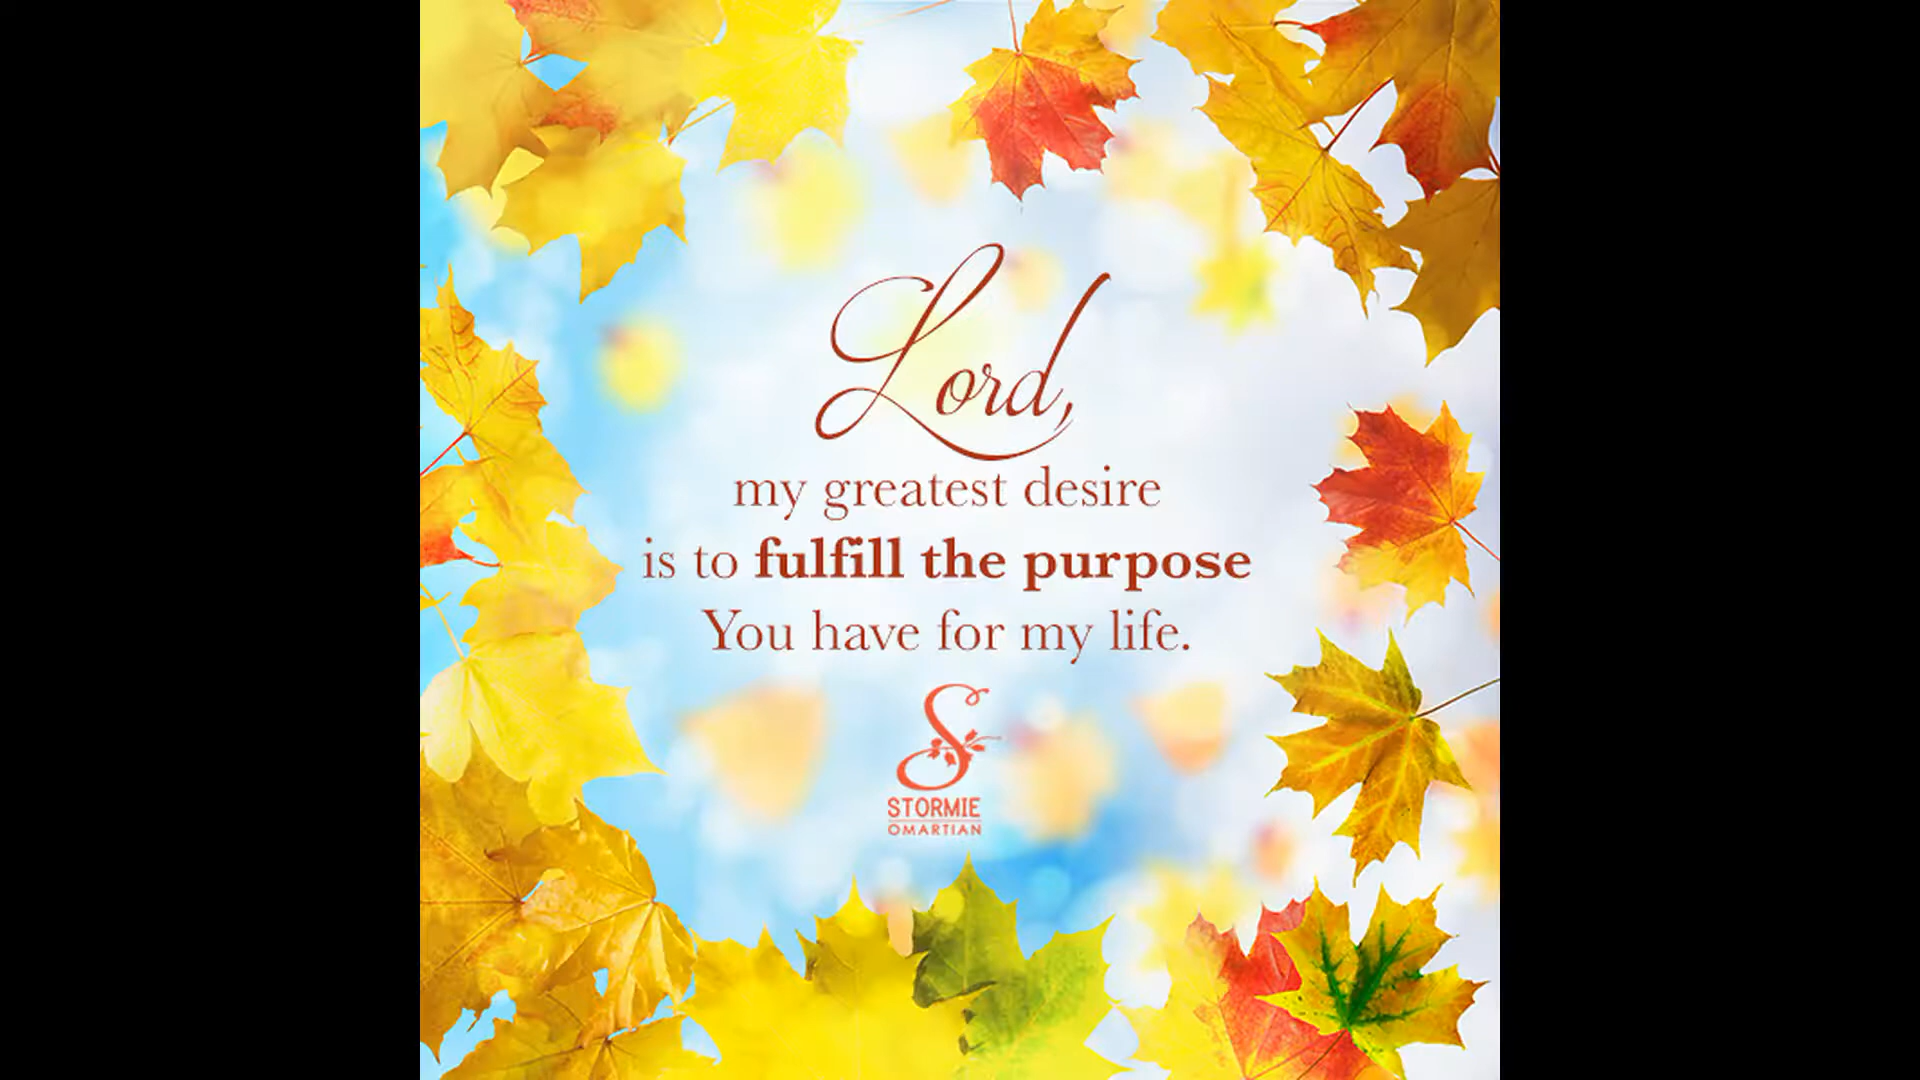 Lord,
my greatest desire
is to fulfill the purpose
You have for my life.
S
STORMIE
OMARTIAN